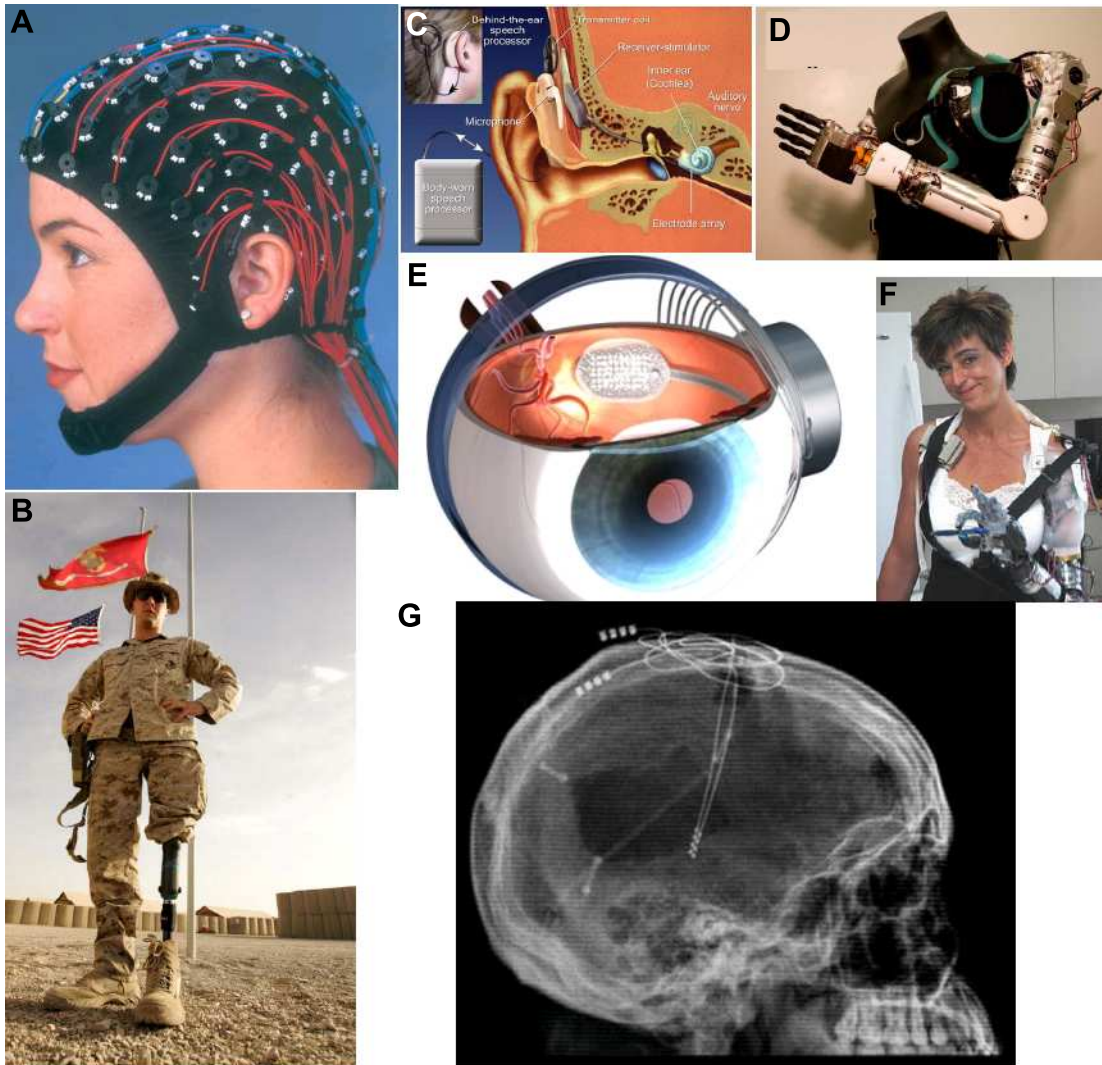 A
B
C
Behind-the-ear
speech
processor
Transmitter coil
Receiver-stimulator
Inner ear
(Cochlea)
Auditory
nerve
Microphone
Body-worn
speech
processor
Electrode array
D
E
F
G